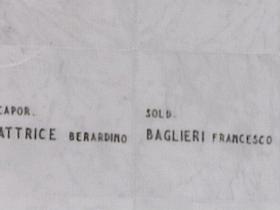 CAPOR.
ATTRICE BERARDINO
SOLD.
BAGLIERI FRANCESCO